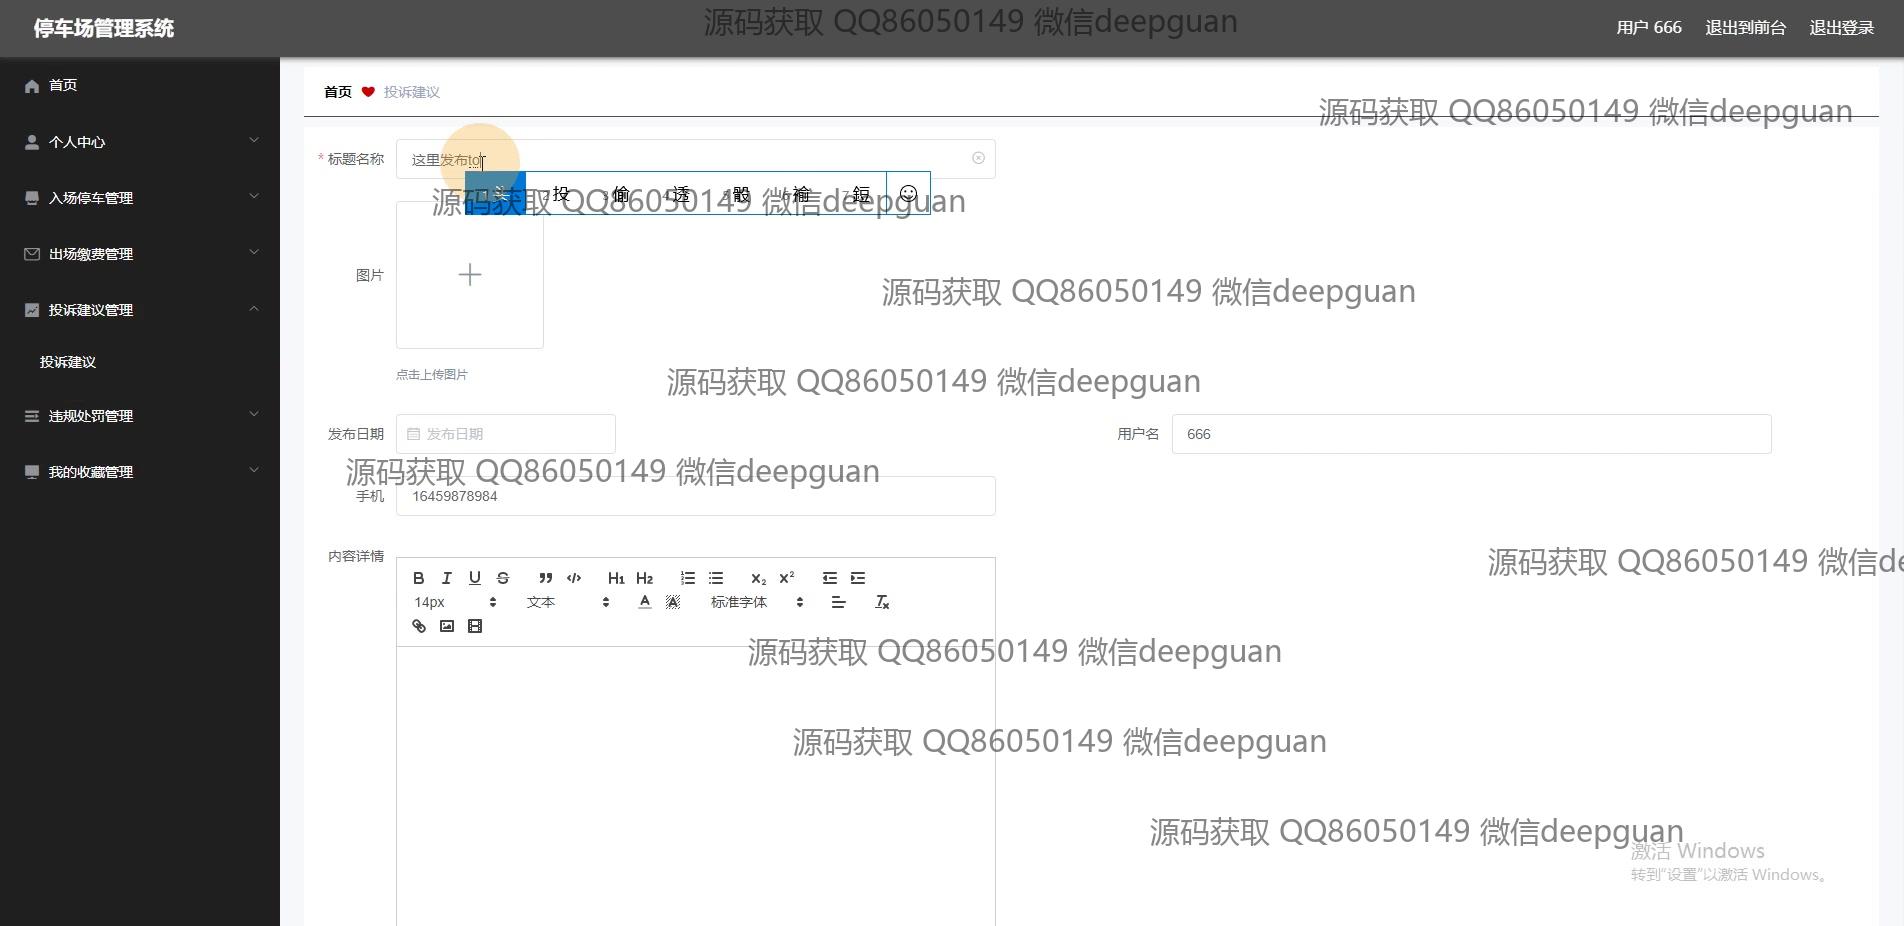 停车场管理系统
源码获取 QQ86050149 微信deepguan
用户 666 退出到前台 退出登录
首页
个人中心
入场停车管理
出场缴费管理
投诉建议管理
投诉建议
违规处罚管理
我的收藏管理
首页 投诉建议
源码获取 QQ86050149 微信deepguan
* 标题名称 这里发布tou
1 头 2 投 3 偷 4 透 5 骰 6 褕 7 鋀
源码获取 QQ86050149 微信deepguan
图片
源码获取 QQ86050149 微信deepguan
点击上传图片
源码获取 QQ86050149 微信deepguan
发布日期 发布日期 用户名 666
源码获取 QQ86050149 微信deepguan
手机 16459878984
内容详情
源码获取 QQ86050149 微信de
B I U S H1 H2 X2 X2
14px 文本 A A 标准字体 Tx
源码获取 QQ86050149 微信deepguan
源码获取 QQ86050149 微信deepguan
源码获取 QQ86050149 微信deepguan
激活 Windows
转到“设置”以激活 Windows。